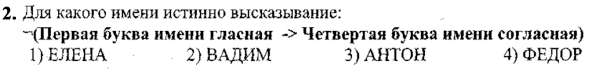 2. Для какого имени истинно высказывание:
¬(Первая буква имени гласная -> Четвертая буква имени согласная)
1) ЕЛЕНА 2) ВАДИМ 3) АНТОН 4) ФЕДОР